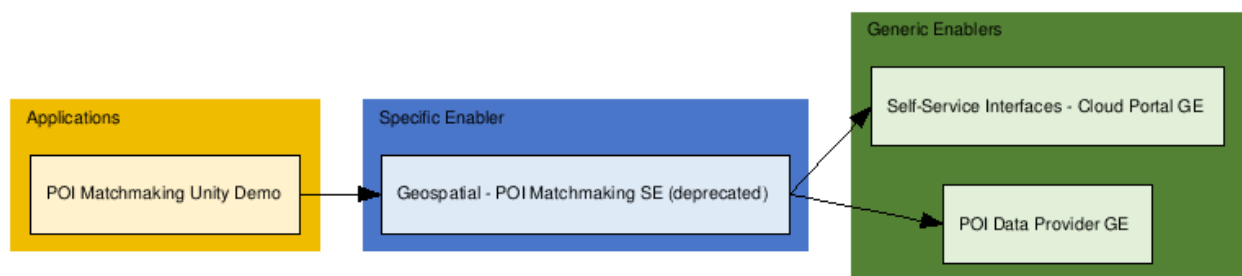 Applications
POI Matchmaking Unity Demo
Specific Enabler
Geospatial - POI Matchmaking SE (deprecated)
Generic Enablers
Self-Service Interfaces - Cloud Portal GE
POI Data Provider GE